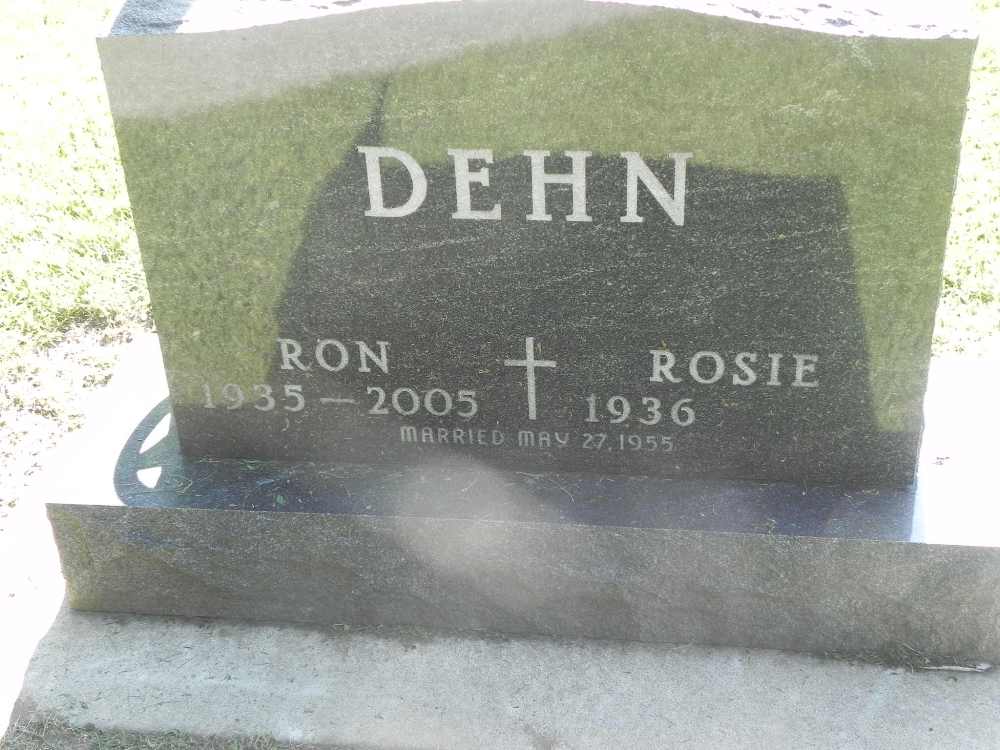 DEHN
RON ROSIE
1935 – 2005 1936
MARRIED MAY 27, 1955